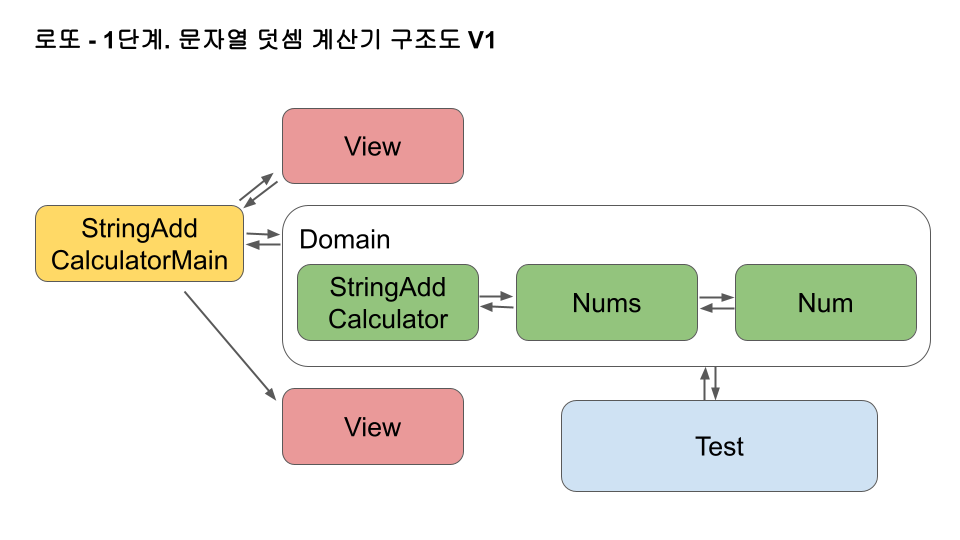 로또 - 1단계. 문자열 덧셈 계산기 구조도 V1
View
StringAdd
CalculatorMain
Domain
StringAdd
Calculator
Nums
Num
View
Test